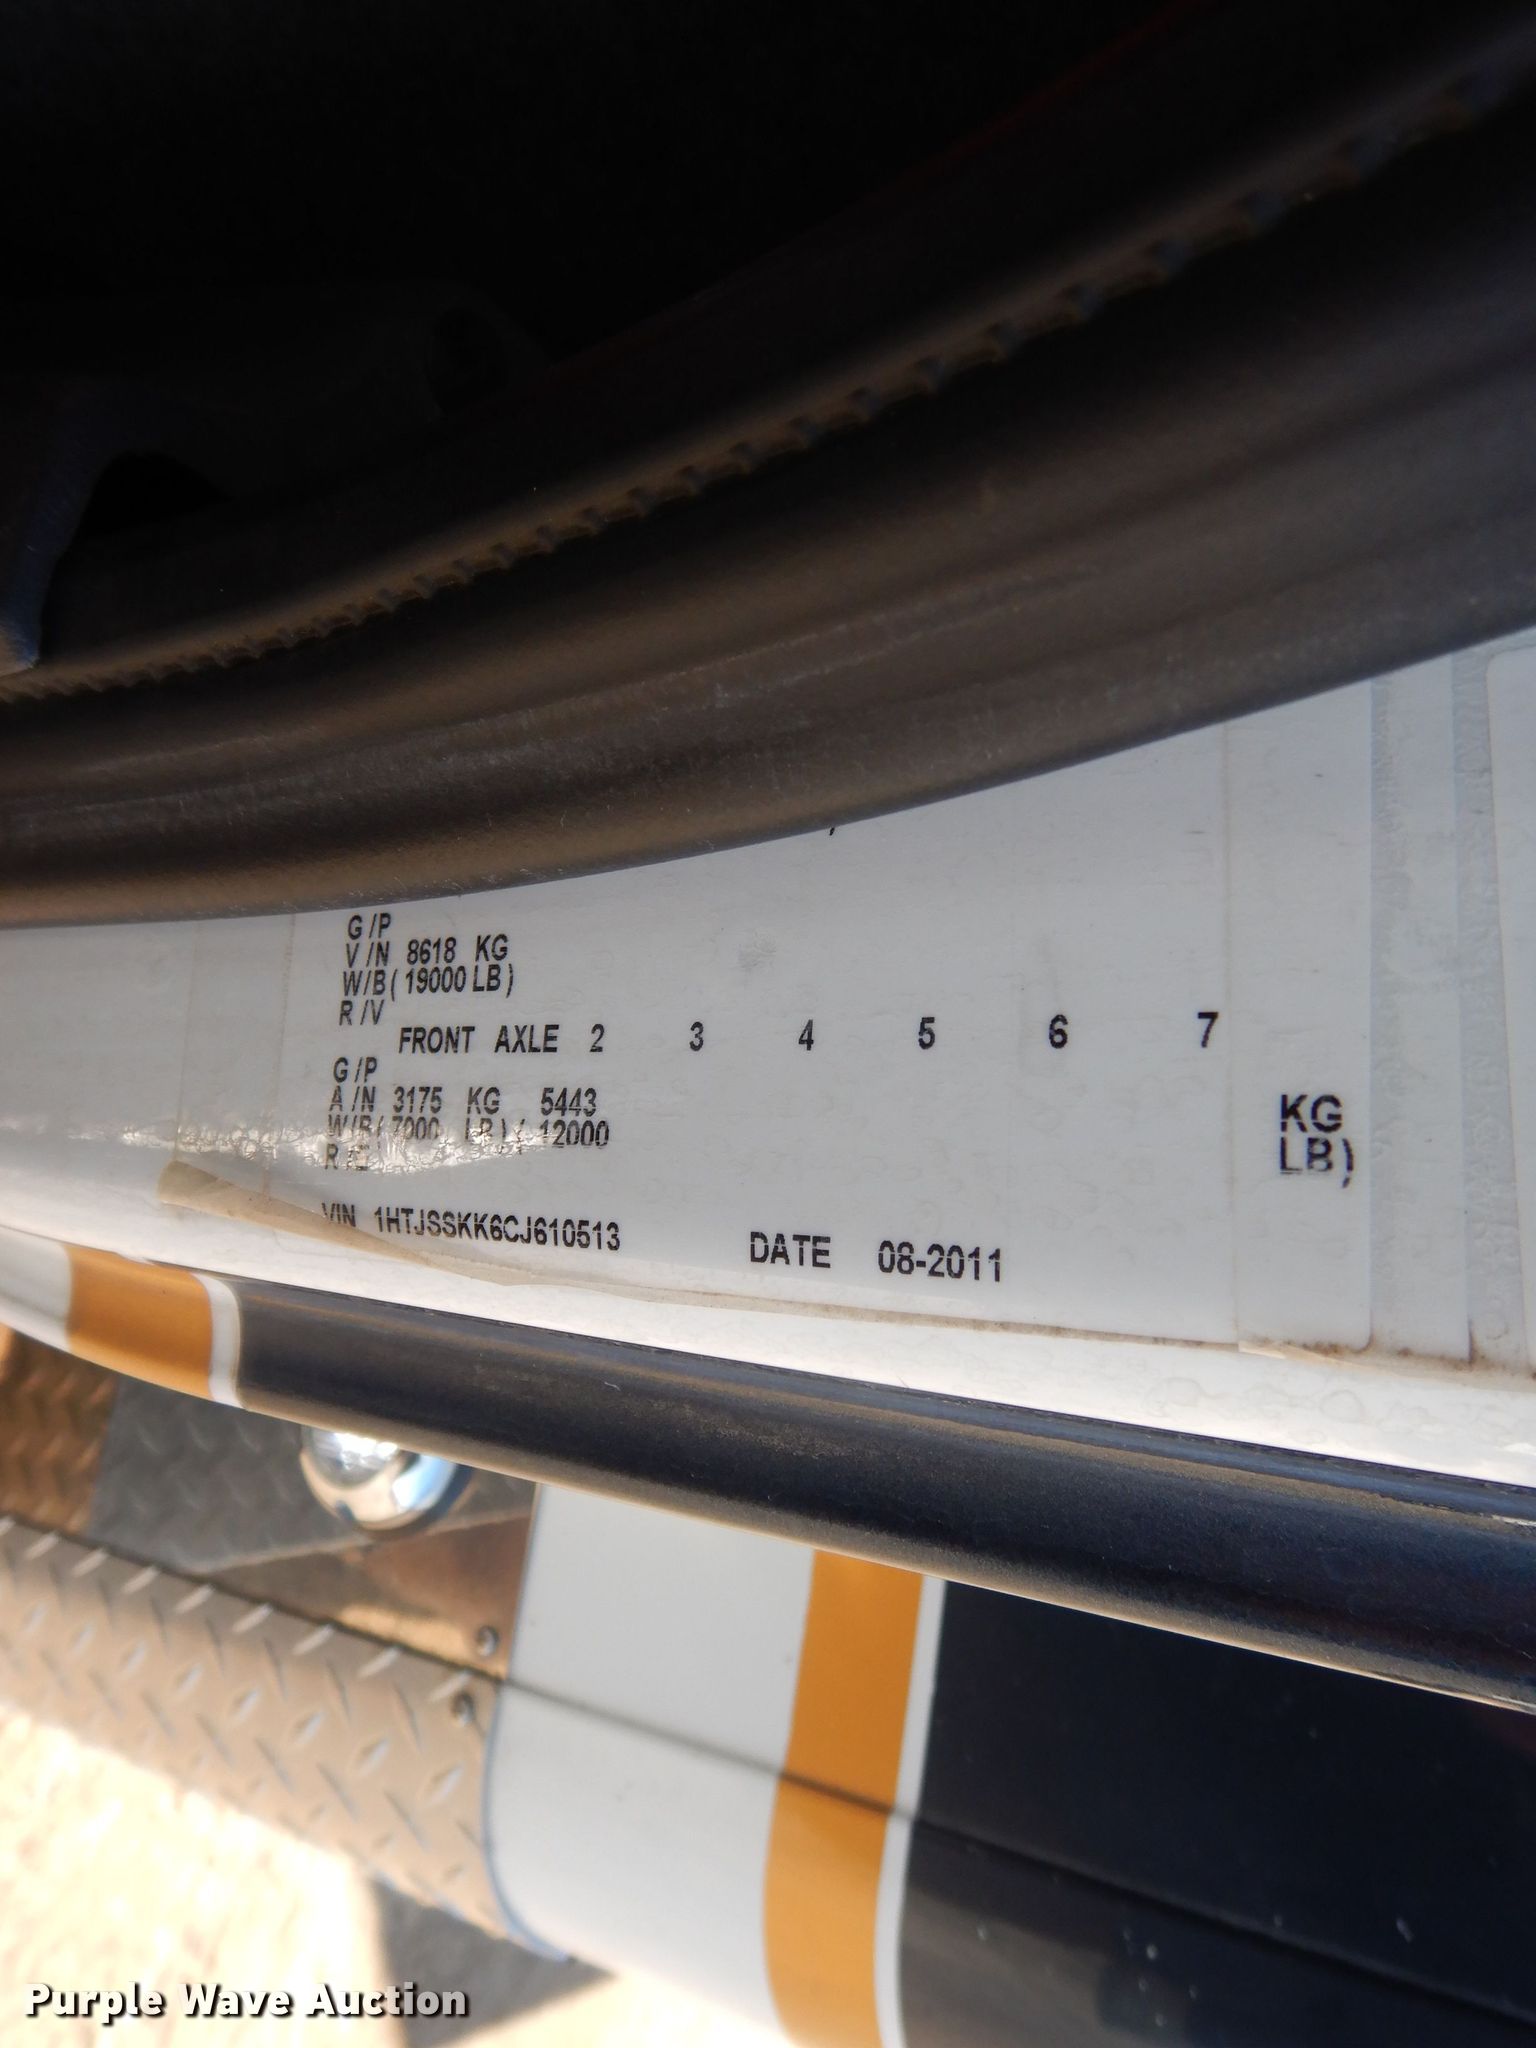 G/P
V/N 8618 KG
W/B( 19000 LB)
R/V
FRONT AXLE 2 3 4 5 6 7
G/P
A/N 3175 KG 5443 KG
W/B( 7000 LB) ( 12000 LB)
R/E
VIN 1HTJSSKK6CJ610513 DATE 08-2011
Purple Wave Auction